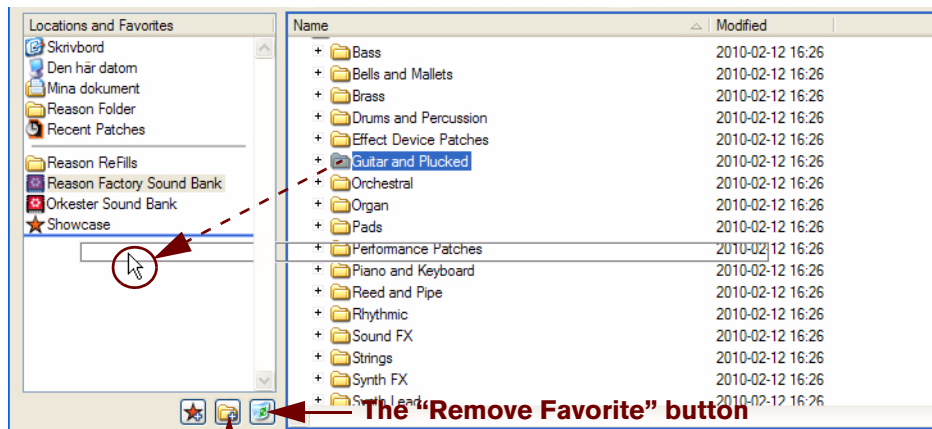 Locations and Favorites
Skrivbord
Den här datorn
Mina dokument
Reason Folder
Recent Patches
Reason ReFills
Reason Factory Sound Bank
Orkester Sound Bank
Showcase
Name Modified
+ Bass 2010-02-12 16:26
+ Bells and Mallets 2010-02-12 16:26
+ Brass 2010-02-12 16:26
+ Drums and Percussion 2010-02-12 16:26
+ Effect Device Patches 2010-02-12 16:26
+ Guitar and Plucked 2010-02-12 16:26
+ Orchestral 2010-02-12 16:26
+ Organ 2010-02-12 16:26
+ Pads 2010-02-12 16:26
+ Performance Patches 2010-02-12 16:26
+ Piano and Keyboard 2010-02-12 16:26
+ Reed and Pipe 2010-02-12 16:26
+ Rhythmic 2010-02-12 16:26
+ Sound FX 2010-02-12 16:26
+ Strings 2010-02-12 16:26
+ Synth FX 2010-02-12 16:26
+ Synth Lead 2010-02-12 16:26
The “Remove Favorite” button